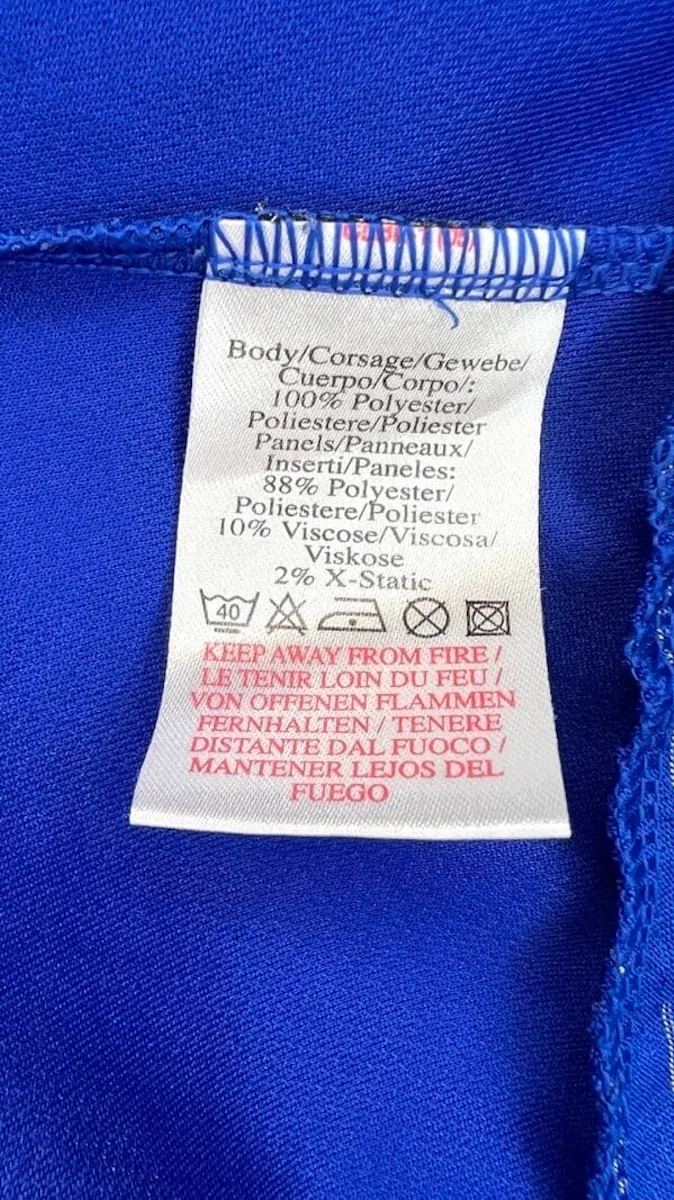 Body/Corsage/Gewebe/
Cuerpo/Corpo/:
100% Polyester/
Poliestere/Poliester
Panels/Panneaux/
Inserti/Paneles:
88% Polyester/
Poliestere/Poliester
10% Viscose/Viscosa/
Viskose
2% X-Static
40
KEEP AWAY FROM FIRE /
LE TENIR LOIN DU FEU /
VON OFFENEN FLAMMEN
FERNHALTEN / TENERE
DISTANTE DAL FUOCO /
MANTENER LEJOS DEL
FUEGO